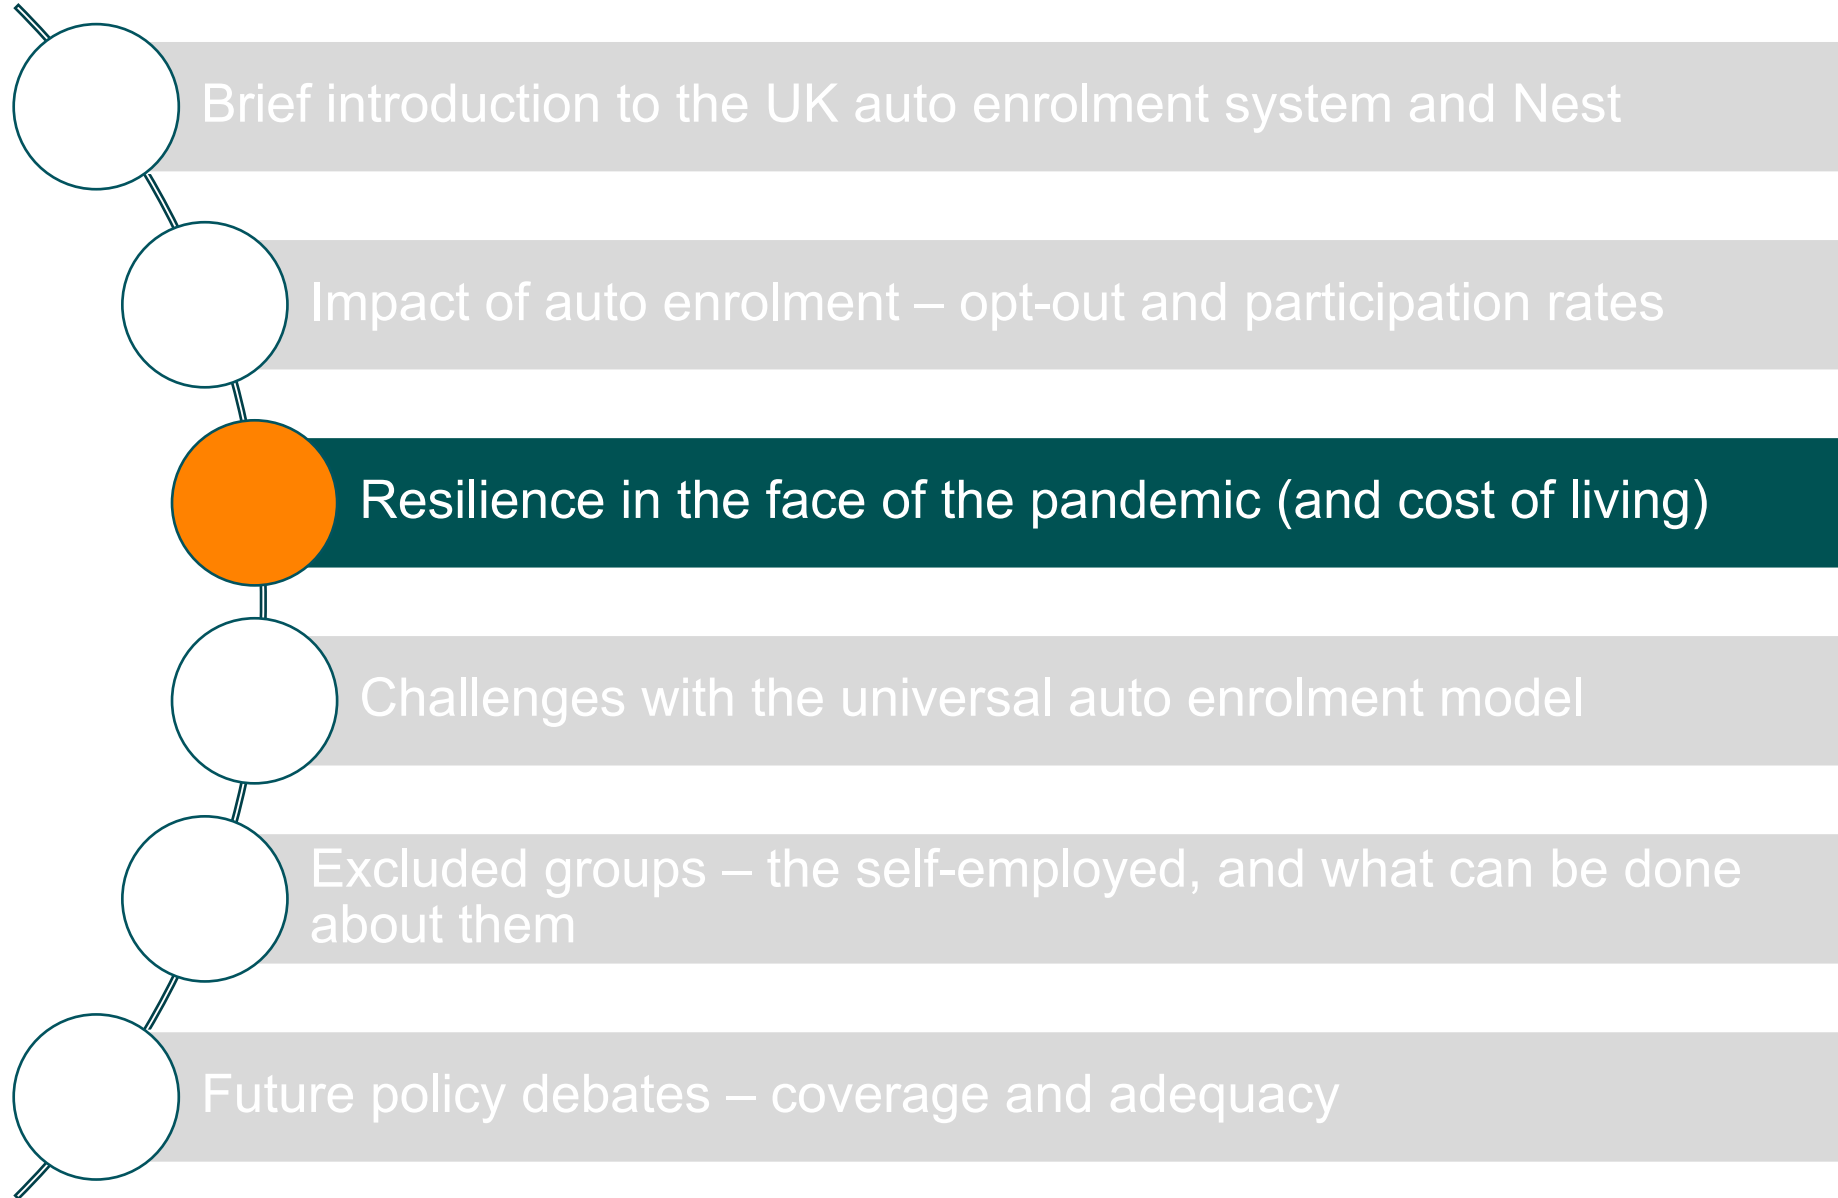 Brief introduction to the UK auto enrolment system and Nest
Impact of auto enrolment – opt-out and participation rates
Resilience in the face of the pandemic (and cost of living)
Challenges with the universal auto enrolment model
Excluded groups – the self-employed, and what can be done
about them
Future policy debates – coverage and adequacy